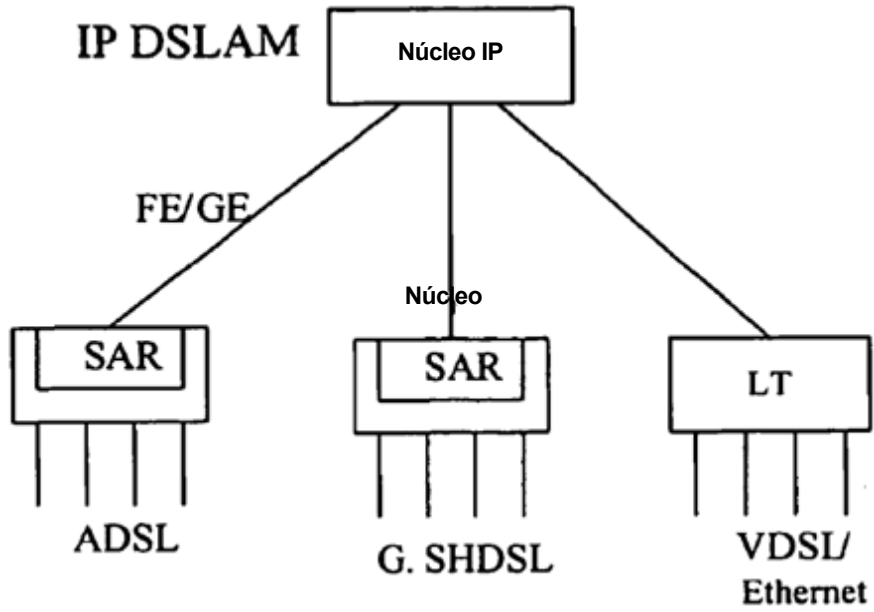 IP DSLAM
Núcleo IP
FE/GE
Núcleo
SAR
SAR
LT
ADSL
G. SHDSL
VDSL/
Ethernet